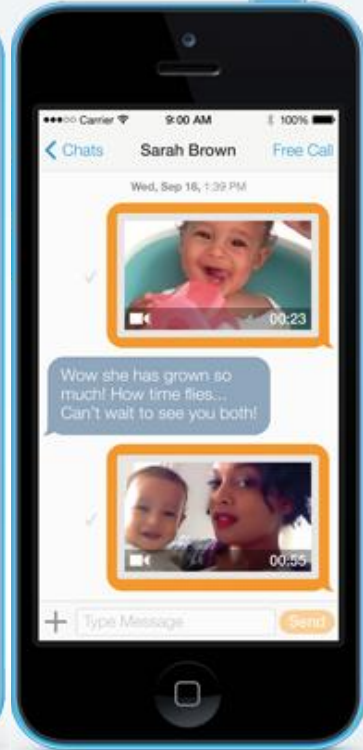 Carrier 9:00 AM 100%
Chats Sarah Brown Free Call
Wed, Sep 16, 1:39 PM
00:23
Wow she has grown so
much! How time flies...
Can't wait to see you both!
00:55
Type Message Send